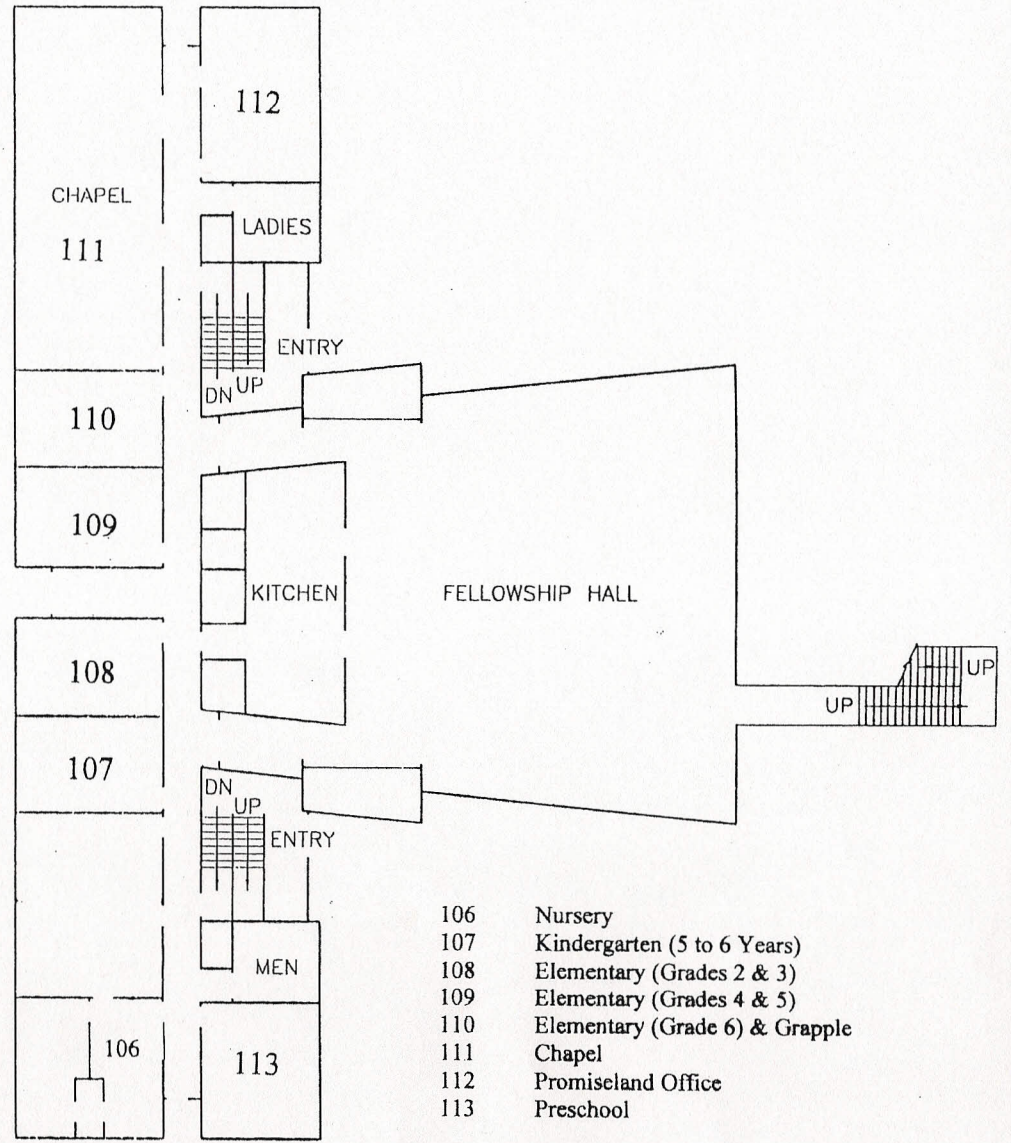 112
CHAPEL
111
LADIES
ENTRY
DN UP
110
109
KITCHEN
FELLOWSHIP HALL
108
UP
UP
107
DN
UP
ENTRY
MEN
106
113
106 Nursery
107 Kindergarten (5 to 6 Years)
108 Elementary (Grades 2 & 3)
109 Elementary (Grades 4 & 5)
110 Elementary (Grade 6) & Grapple
111 Chapel
112 Promiseland Office
113 Preschool